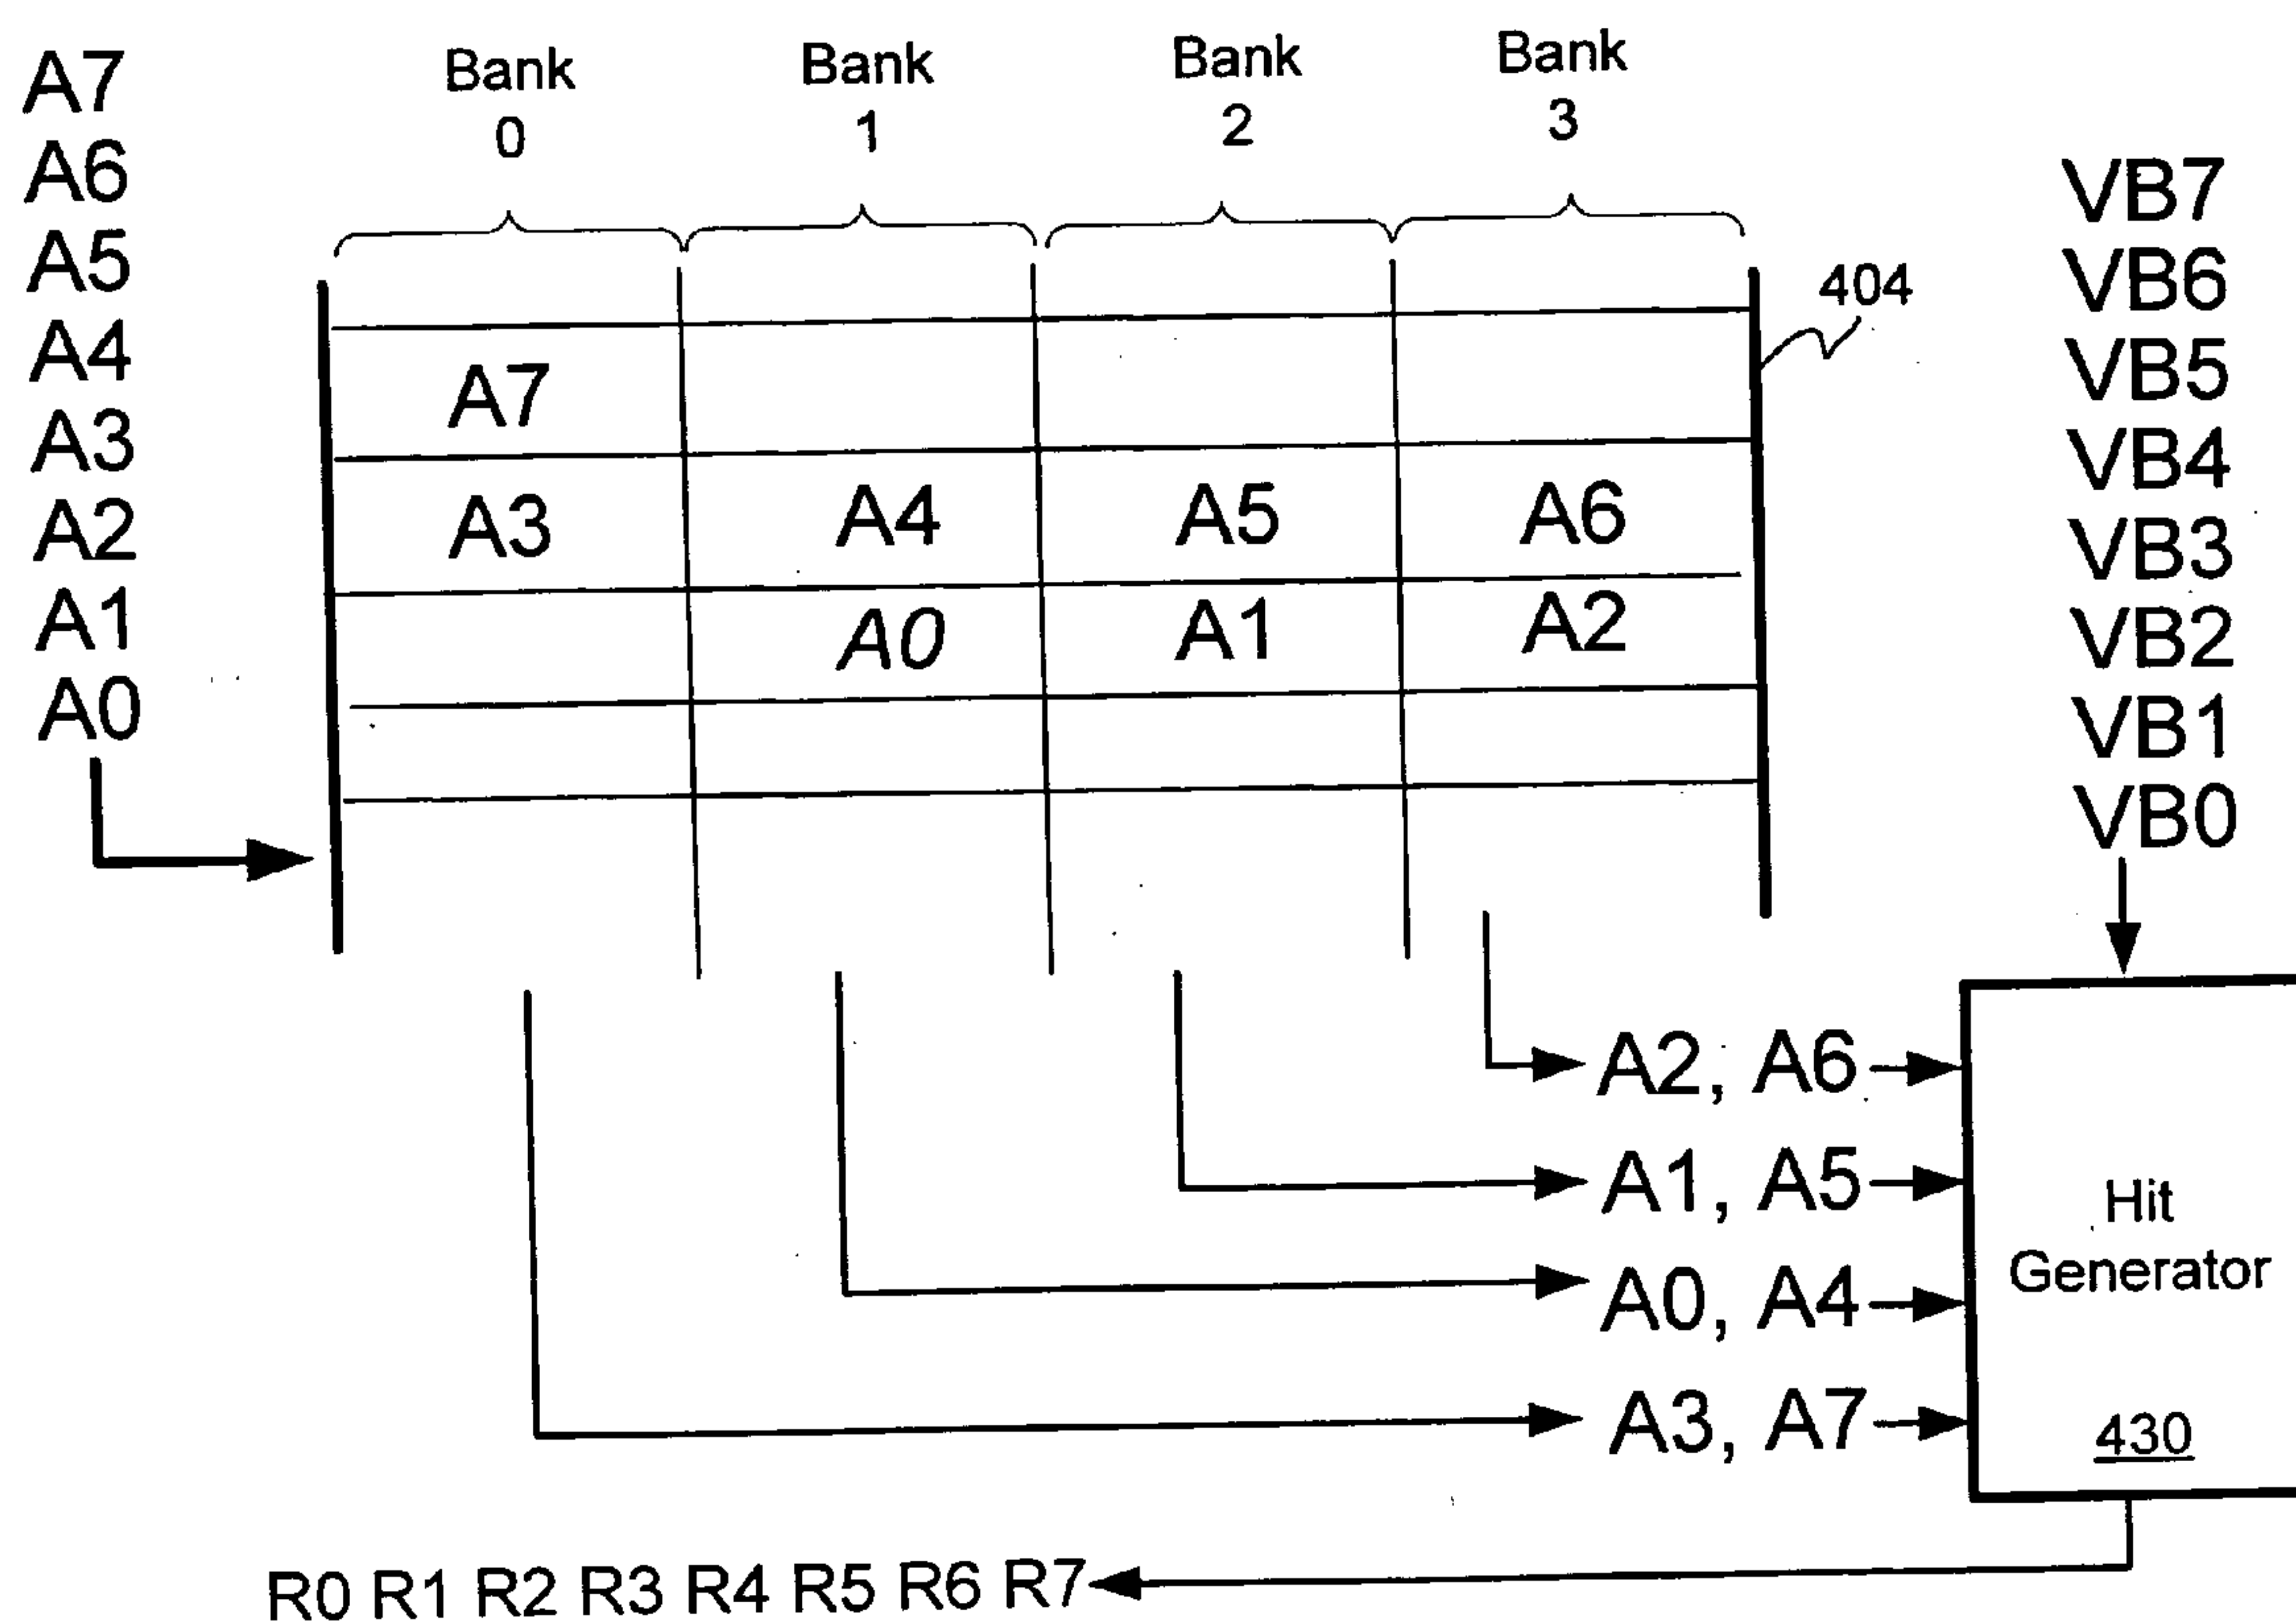 A7
A6
A5
A4
A3
A2
A1
A0
Bank
0
Bank
1
Bank
2
Bank
3
404
A7
A3 A4 A5 A6
A0 A1 A2
VB7
VB6
VB5
VB4
VB3
VB2
VB1
VB0
A2, A6
A1, A5
A0, A4
A3, A7
Hit
Generator
430
R0 R1 R2 R3 R4 R5 R6 R7